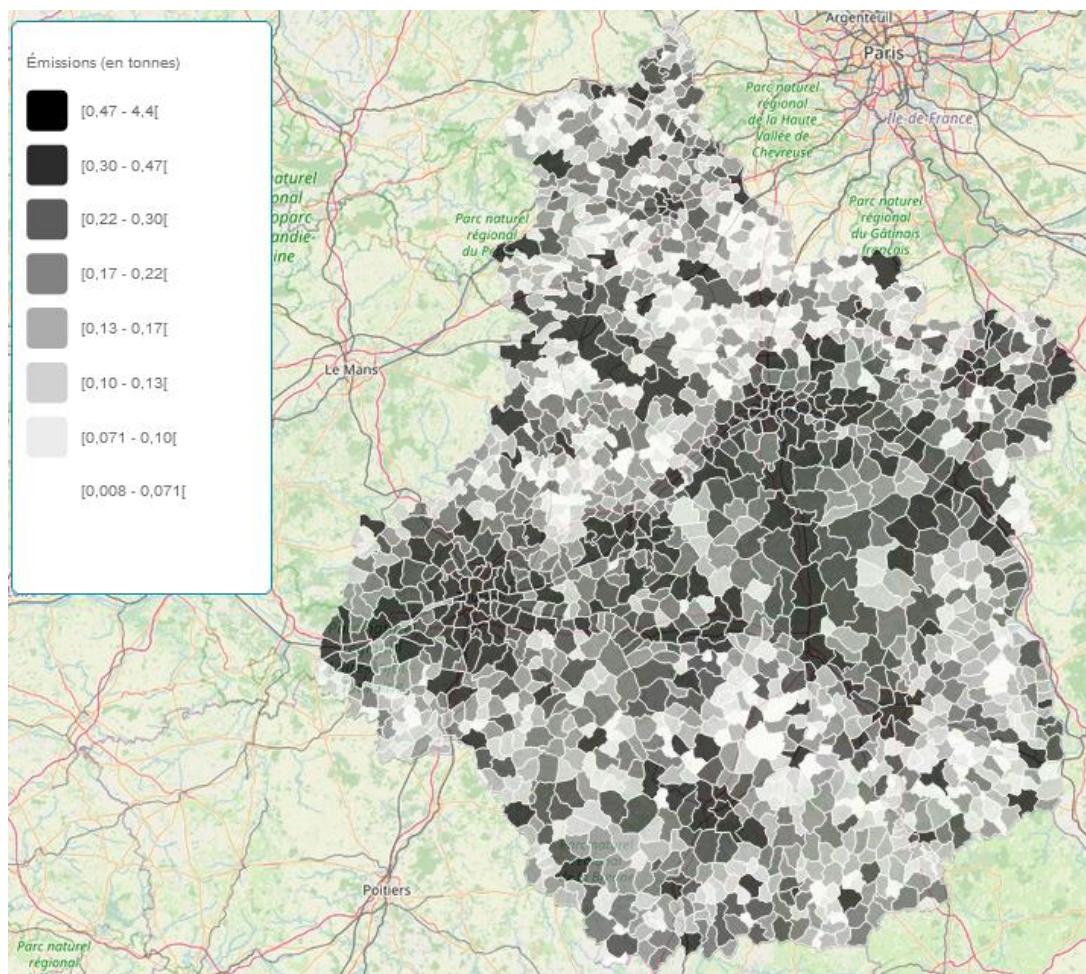 Émissions (en tonnes)
[0,47 - 4,4[
[0,30 - 0,47[
[0,22 - 0,30[
[0,17 - 0,22[
[0,13 - 0,17[
[0,10 - 0,13[
[0,071 - 0,10[
[0,008 - 0,071[
Argenteuil
Paris
Île-de-France
Parc naturel
régional
de la Haute
Vallée de
Chevreuse
Parc naturel
régional
du Gâtinais
français
Parc naturel
régional
du
Le Mans
Poitiers
Parc naturel
régional